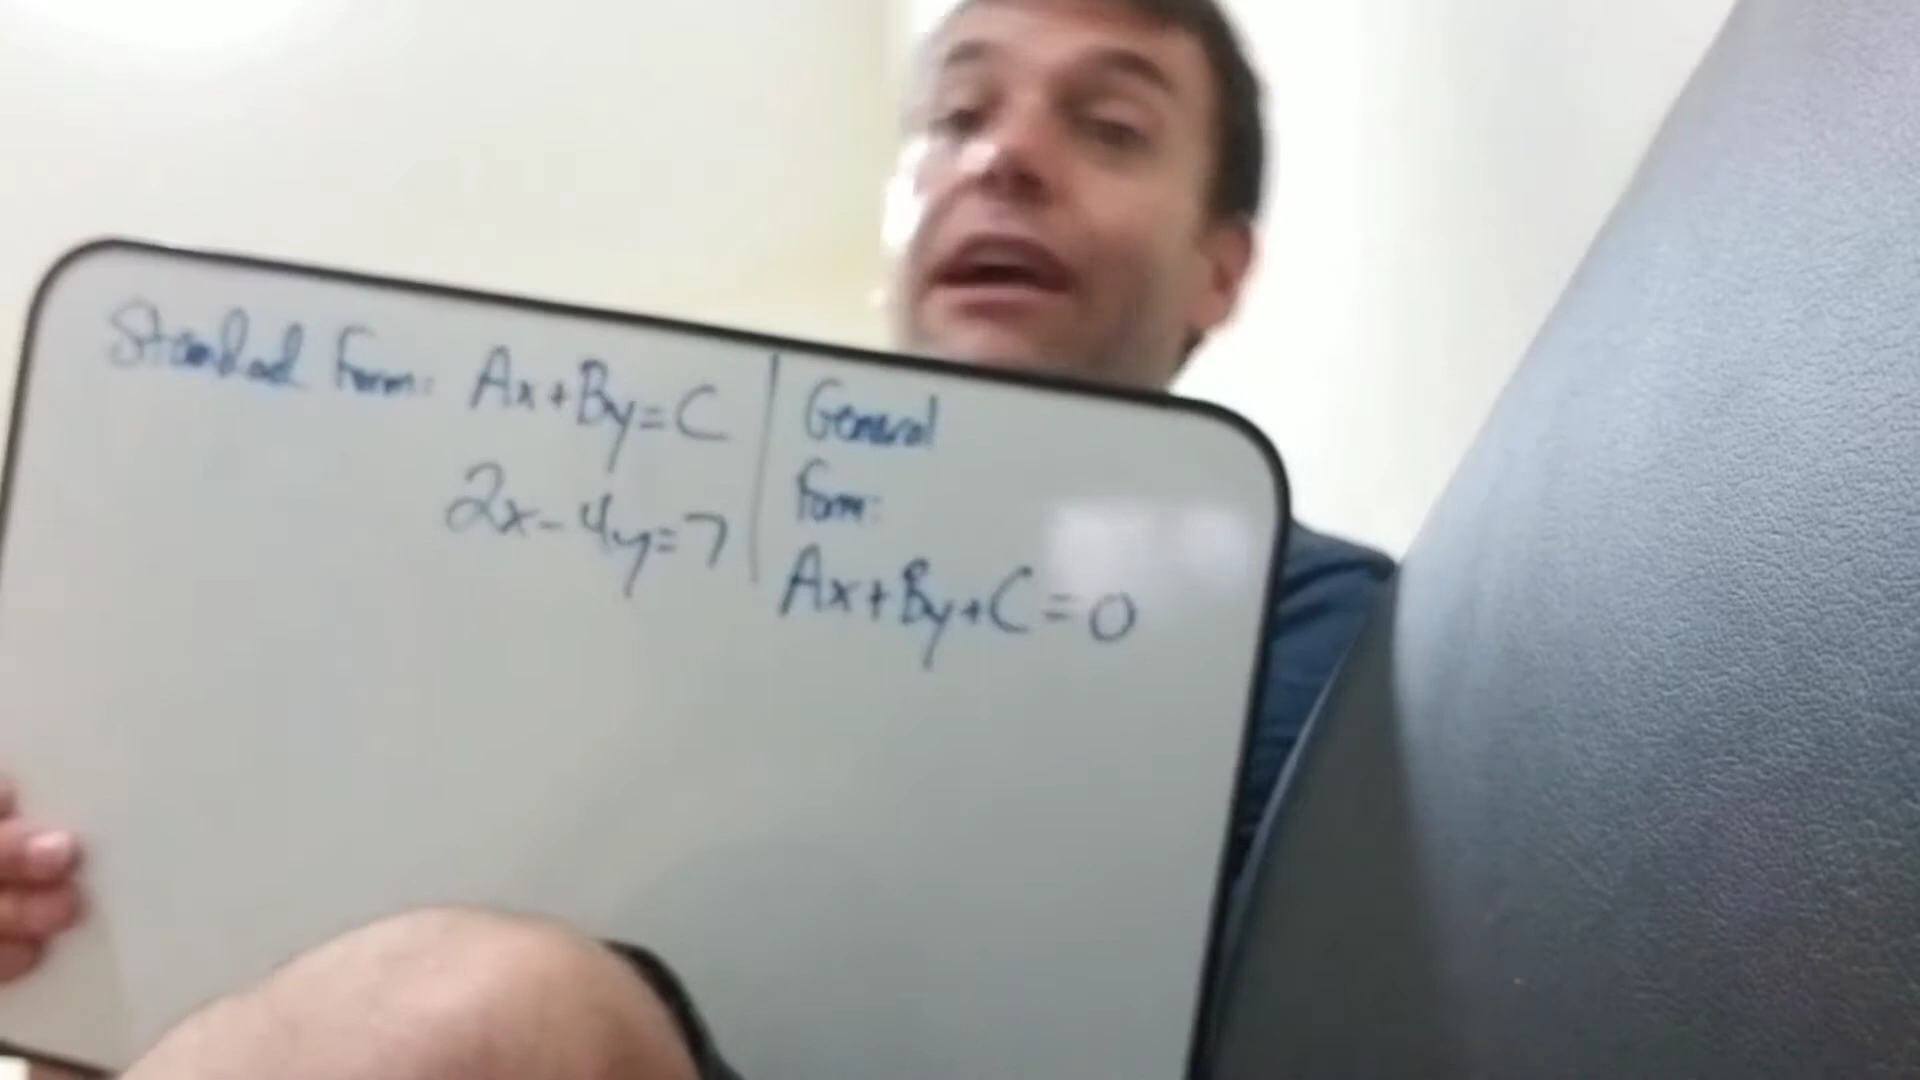 Standard Form: Ax+By=C
2x-4y=7
General
Form:
Ax+By+C=0